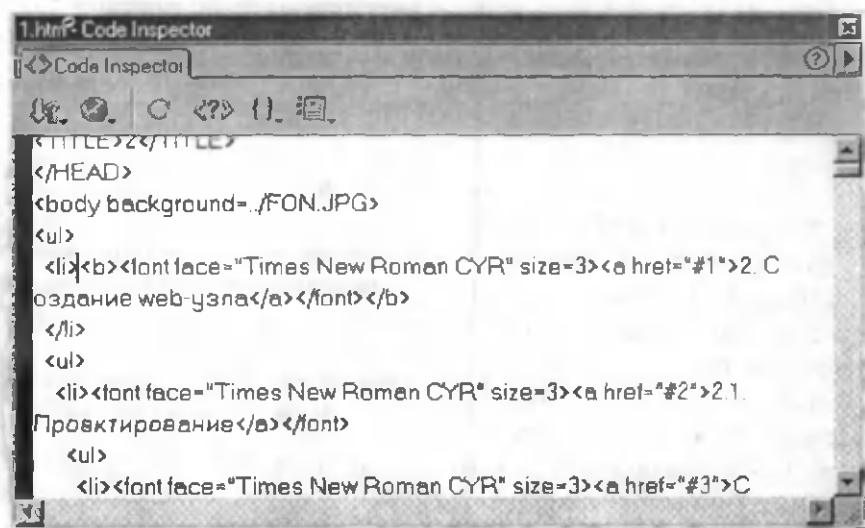 1.htm - Code Inspector
<> Code Inspector
</HEAD>
<body background=../FON.JPG>
<ul>
<li><b><font face="Times New Roman CYR" size=3><a href="#1">2. С
оздание web-узла</a></font></b>
</li>
<ul>
<li><font face="Times New Roman CYR" size=3><a href="#2">2.1.
Проектирование</a></font>
<ul>
<li><font face="Times New Roman CYR" size=3><a href="#3">С